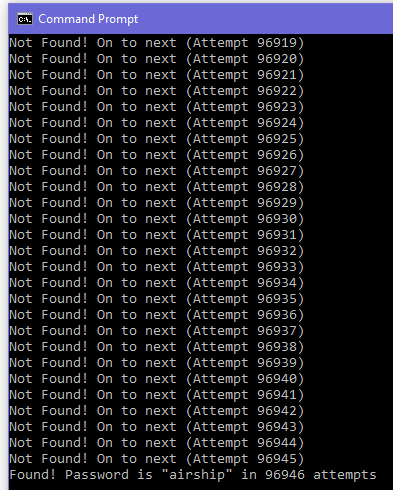 Command Prompt
Not Found! On to next (Attempt 96919)
Not Found! On to next (Attempt 96920)
Not Found! On to next (Attempt 96921)
Not Found! On to next (Attempt 96922)
Not Found! On to next (Attempt 96923)
Not Found! On to next (Attempt 96924)
Not Found! On to next (Attempt 96925)
Not Found! On to next (Attempt 96926)
Not Found! On to next (Attempt 96927)
Not Found! On to next (Attempt 96928)
Not Found! On to next (Attempt 96929)
Not Found! On to next (Attempt 96930)
Not Found! On to next (Attempt 96931)
Not Found! On to next (Attempt 96932)
Not Found! On to next (Attempt 96933)
Not Found! On to next (Attempt 96934)
Not Found! On to next (Attempt 96935)
Not Found! On to next (Attempt 96936)
Not Found! On to next (Attempt 96937)
Not Found! On to next (Attempt 96938)
Not Found! On to next (Attempt 96939)
Not Found! On to next (Attempt 96940)
Not Found! On to next (Attempt 96941)
Not Found! On to next (Attempt 96942)
Not Found! On to next (Attempt 96943)
Not Found! On to next (Attempt 96944)
Not Found! On to next (Attempt 96945)
Found! Password is "airship" in 96946 attempts